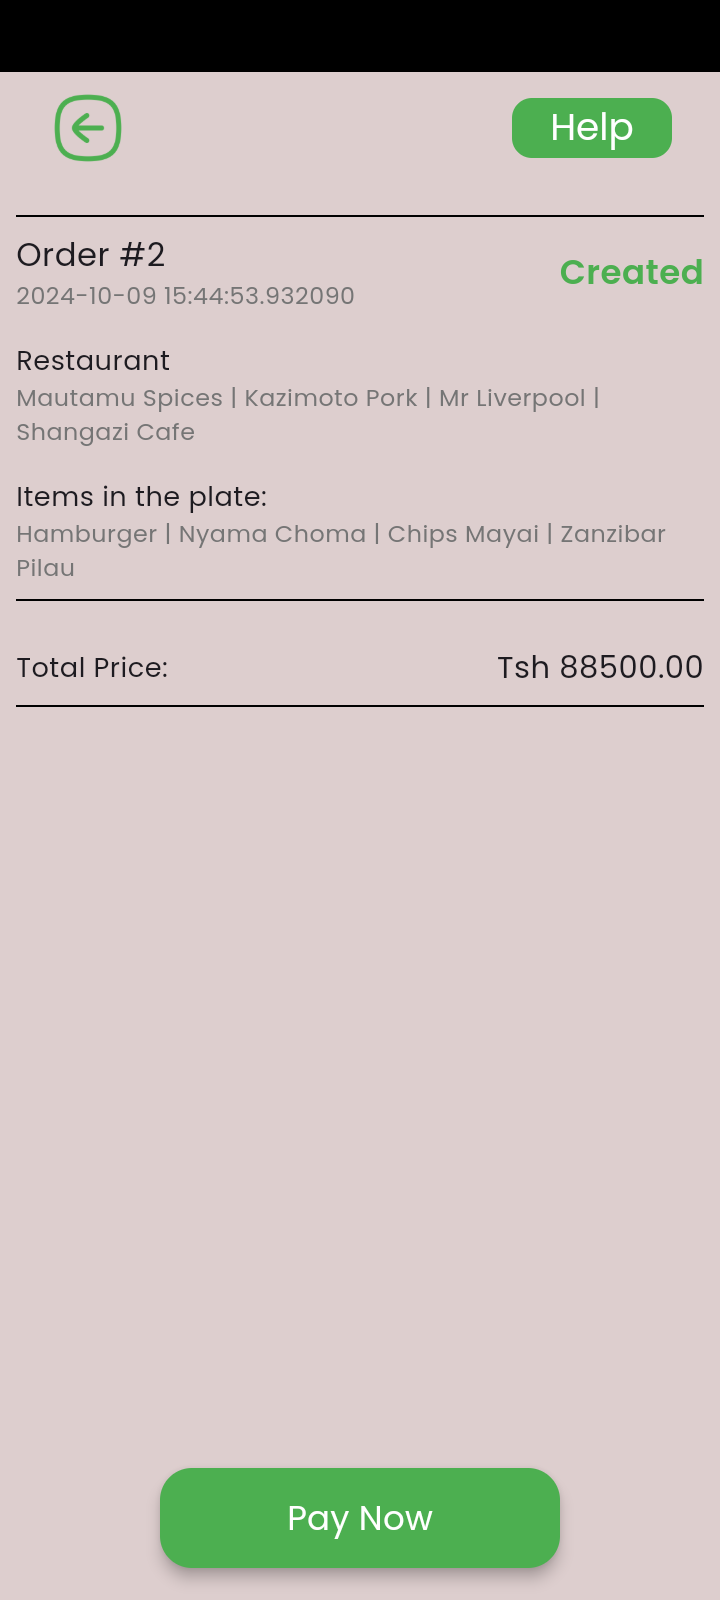 Help
Order #2
2024-10-09 15:44:53.932090
Created
Restaurant
Mautamu Spices | Kazimoto Pork | Mr Liverpool |
Shangazi Cafe
Items in the plate:
Hamburger | Nyama Choma | Chips Mayai | Zanzibar
Pilau
Total Price:
Tsh 88500.00
Pay Now